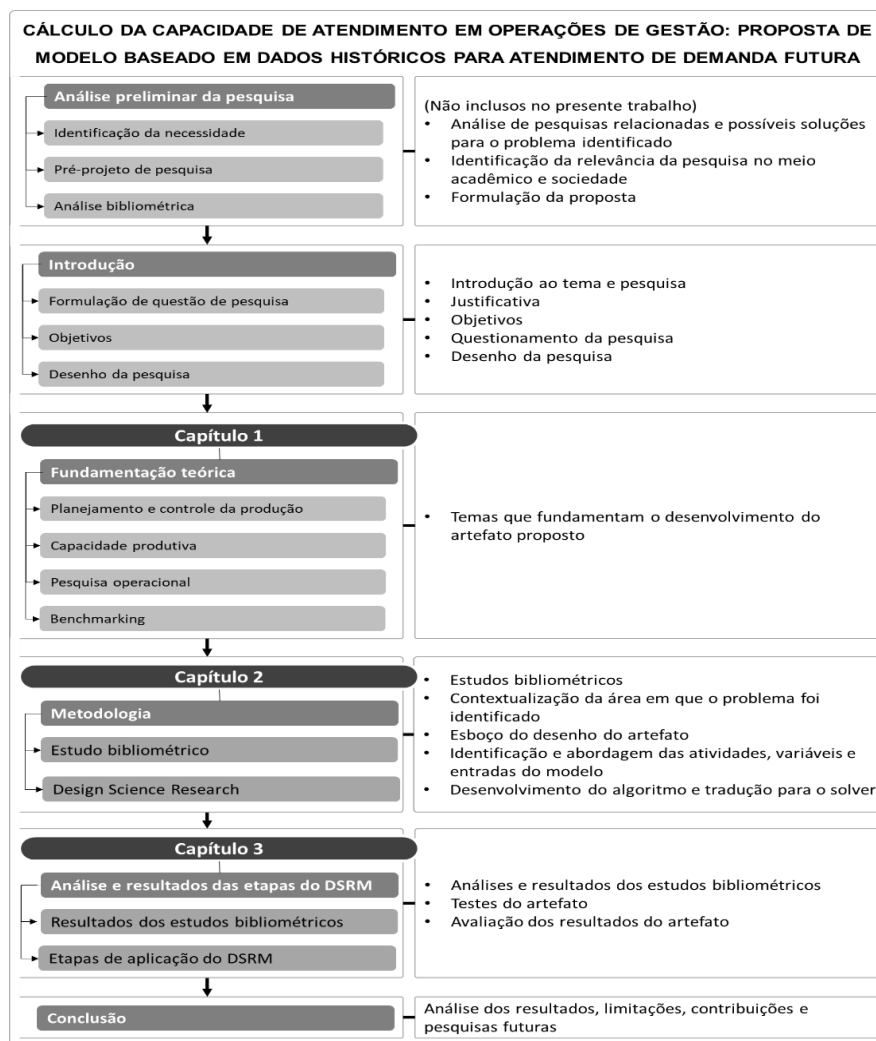 CÁLCULO DA CAPACIDADE DE ATENDIMENTO EM OPERAÇÕES DE GESTÃO: PROPOSTA DE
MODELO BASEADO EM DADOS HISTÓRICOS PARA ATENDIMENTO DE DEMANDA FUTURA
Análise preliminar da pesquisa
Identificação da necessidade
Pré-projeto de pesquisa
Análise bibliométrica
(Não inclusos no presente trabalho)
• Análise de pesquisas relacionadas e possíveis soluções
para o problema identificado
• Identificação da relevância da pesquisa no meio
acadêmico e sociedade
• Formulação da proposta
Introdução
Formulação de questão de pesquisa
Objetivos
Desenho da pesquisa
• Introdução ao tema e pesquisa
• Justificativa
• Objetivos
• Questionamento da pesquisa
• Desenho da pesquisa
Capítulo 1
Fundamentação teórica
Planejamento e controle da produção
Capacidade produtiva
Pesquisa operacional
Benchmarking
• Temas que fundamentam o desenvolvimento do
artefato proposto
Capítulo 2
Metodologia
Estudo bibliométrico
Design Science Research
• Estudos bibliométricos
• Contextualização da área em que o problema foi
identificado
• Esboço do desenho do artefato
• Identificação e abordagem das atividades, variáveis e
entradas do modelo
• Desenvolvimento do algoritmo e tradução para o solver
Capítulo 3
Análise e resultados das etapas do DSRM
Resultados dos estudos bibliométricos
Etapas de aplicação do DSRM
• Análises e resultados dos estudos bibliométricos
• Testes do artefato
• Avaliação dos resultados do artefato
Conclusão
Análise dos resultados, limitações, contribuições e
pesquisas futuras